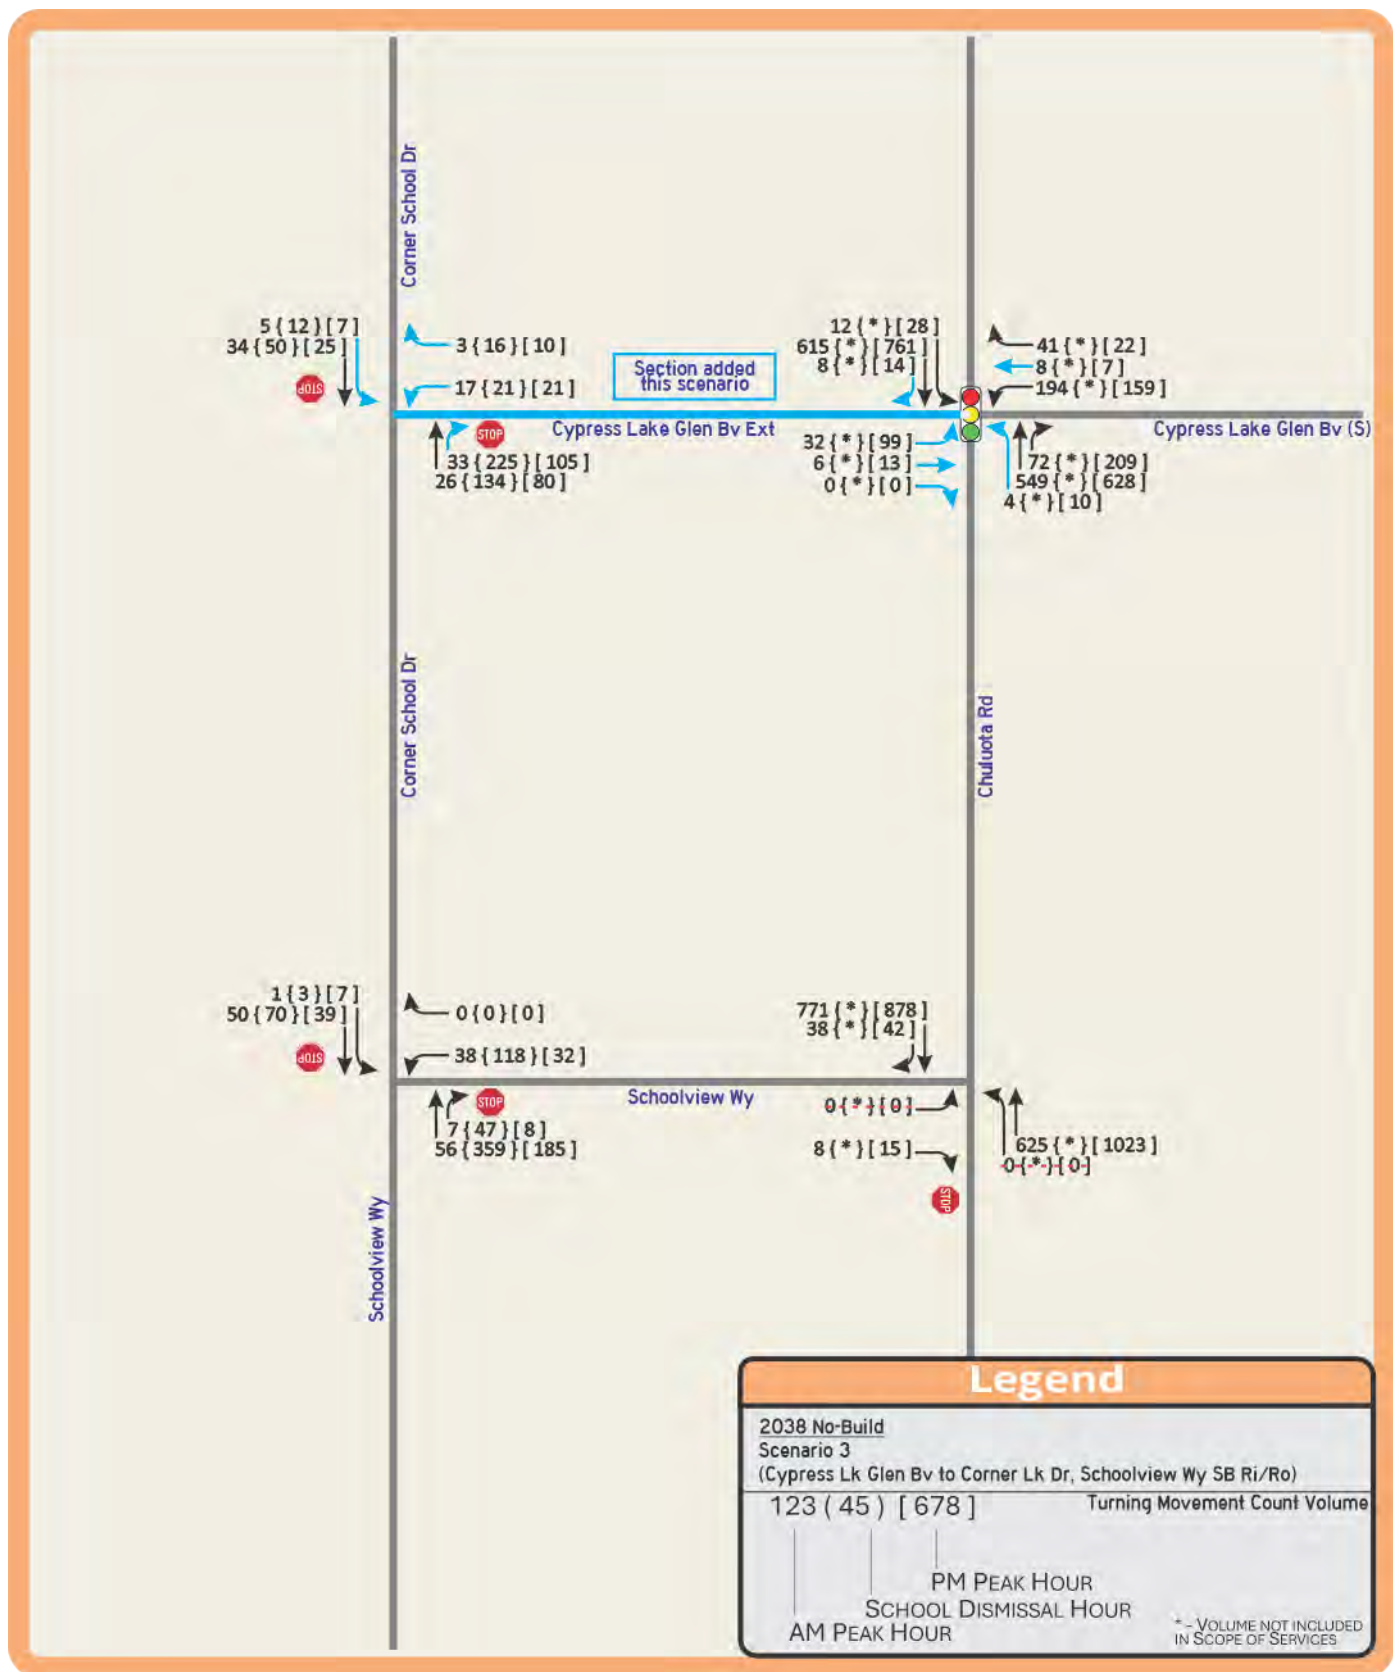 Corner School Dr
5 { 12 } [ 7 ]
34 { 50 } [ 25 ]
STOP
3 { 16 } [ 10 ]
17 { 21 } [ 21 ]
Section added
this scenario
12 { * } [ 28 ]
615 { * } [ 761 ]
8 { * } [ 14 ]
41 { * } [ 22 ]
8 { * } [ 7 ]
194 { * } [ 159 ]
STOP
Cypress Lake Glen Bv Ext
Cypress Lake Glen Bv (S)
33 { 225 } [ 105 ]
26 { 134 } [ 80 ]
32 { * } [ 99 ]
6 { * } [ 13 ]
0 { * } [ 0 ]
72 { * } [ 209 ]
549 { * } [ 628 ]
4 { * } [ 10 ]
Corner School Dr
Chuluota Rd
1 { 3 } [ 7 ]
50 { 70 } [ 39 ]
STOP
0 { 0 } [ 0 ]
38 { 118 } [ 32 ]
771 { * } [ 878 ]
38 { * } [ 42 ]
STOP
Schoolview Wy
7 { 47 } [ 8 ]
56 { 359 } [ 185 ]
0 { * } [ 0 ]
8 { * } [ 15 ]
STOP
625 { * } [ 1023 ]
0 { * } [ 0 ]
Schoolview Wy
Legend
2038 No-Build
Scenario 3
(Cypress Lk Glen Bv to Corner Lk Dr, Schoolview Wy SB Ri/Ro)
123 ( 45 ) [ 678 ] Turning Movement Count Volume
PM PEAK HOUR
SCHOOL DISMISSAL HOUR
AM PEAK HOUR
* - VOLUME NOT INCLUDED
IN SCOPE OF SERVICES